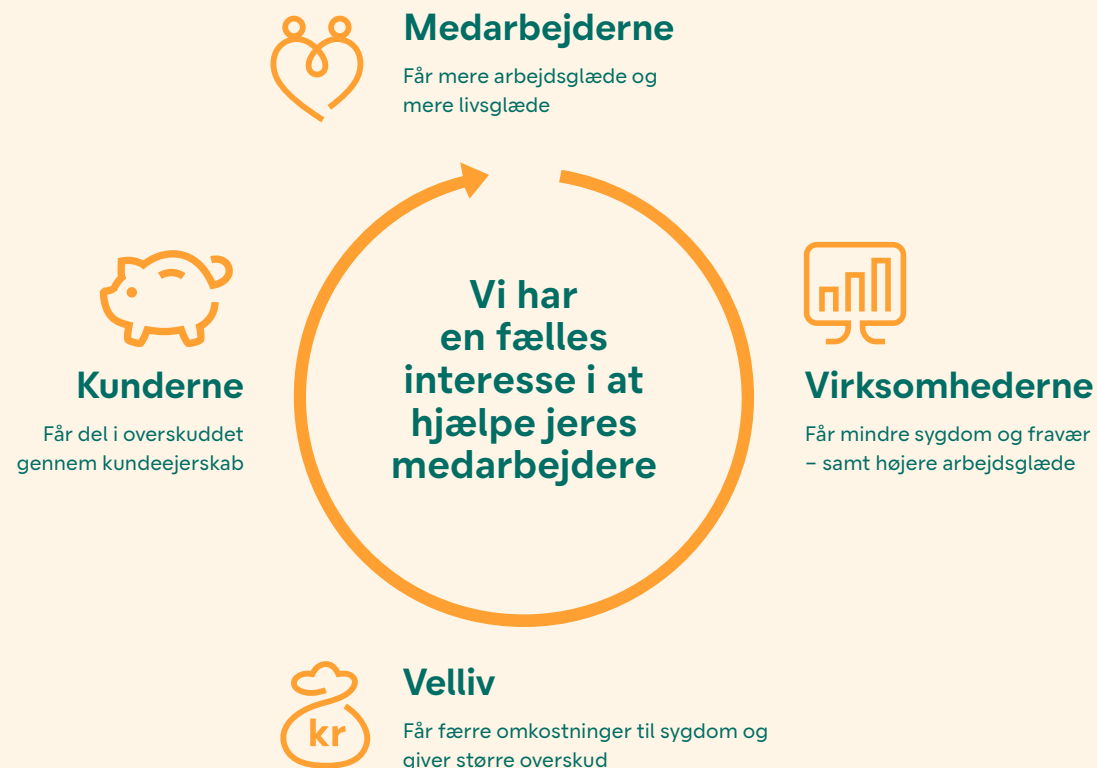 Medarbejderne
Får mere arbejdsglæde og
mere livsglæde
Vi har
en fælles
interesse i at
hjælpe jeres
medarbejdere
Virksomhederne
Får mindre sygdom og fravær
– samt højere arbejdsglæde
Velliv
Får færre omkostninger til sygdom og
giver større overskud
kr
Kunderne
Får del i overskuddet
gennem kundeejerskab